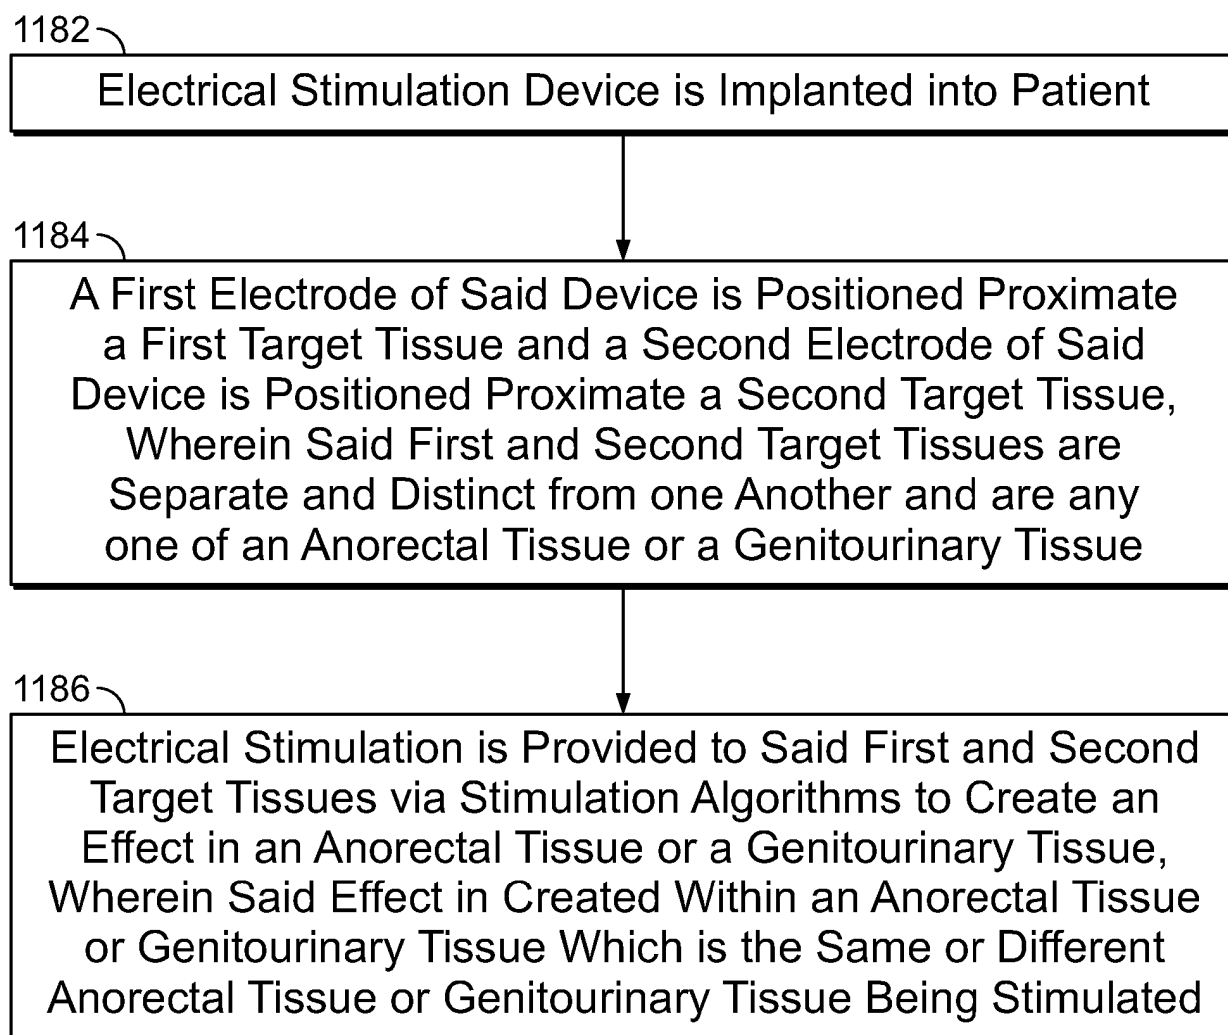 1182
Electrical Stimulation Device is Implanted into Patient
1184
A First Electrode of Said Device is Positioned Proximate
a First Target Tissue and a Second Electrode of Said
Device is Positioned Proximate a Second Target Tissue,
Wherein Said First and Second Target Tissues are
Separate and Distinct from one Another and are any
one of an Anorectal Tissue or a Genitourinary Tissue
1186
Electrical Stimulation is Provided to Said First and Second
Target Tissues via Stimulation Algorithms to Create an
Effect in an Anorectal Tissue or a Genitourinary Tissue,
Wherein Said Effect in Created Within an Anorectal Tissue
or Genitourinary Tissue Which is the Same or Different
Anorectal Tissue or Genitourinary Tissue Being Stimulated